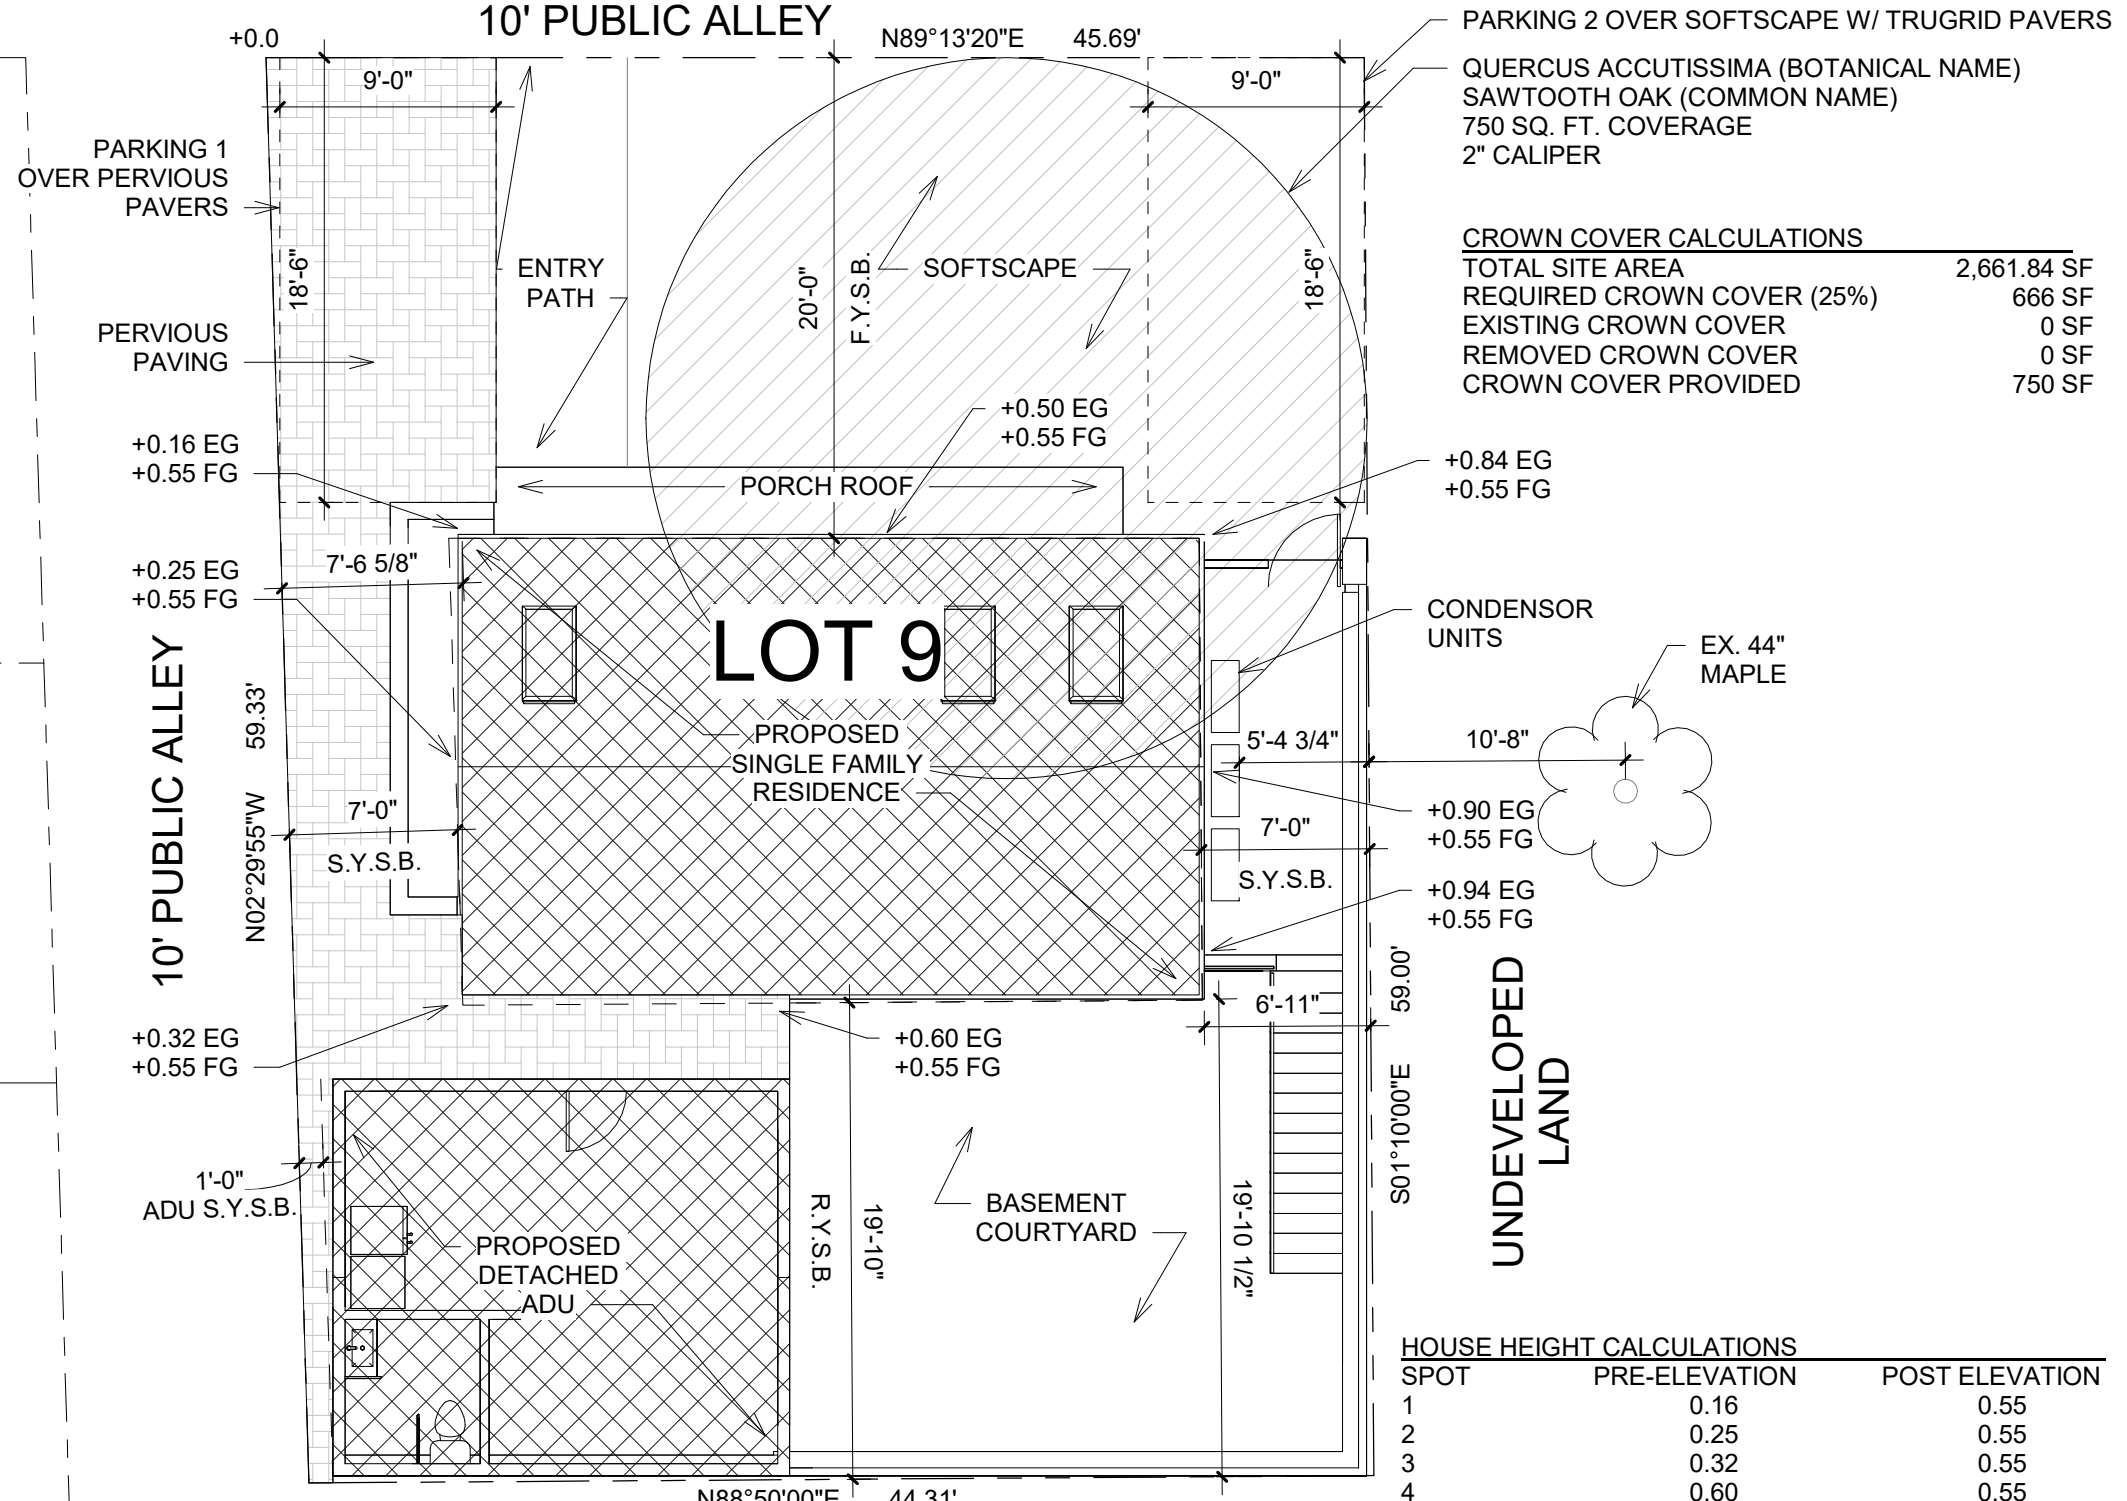 10' PUBLIC ALLEY
+0.0
N89°13'20"E 45.69'
PARKING 2 OVER SOFTSCAPE W/ TRUGRID PAVERS
9'-0"
9'-0"
QUERCUS ACCUTISSIMA (BOTANICAL NAME)
SAWTOOTH OAK (COMMON NAME)
750 SQ. FT. COVERAGE
2" CALIPER
PARKING 1
OVER PERVIOUS
PAVERS
CROWN COVER CALCULATIONS
TOTAL SITE AREA 2,661.84 SF
REQUIRED CROWN COVER (25%) 666 SF
EXISTING CROWN COVER 0 SF
REMOVED CROWN COVER 0 SF
CROWN COVER PROVIDED 750 SF
18'-6"
ENTRY
PATH
20'-0"
F.Y.S.B.
SOFTSCAPE
18'-6"
PERVIOUS
PAVING
+0.50 EG
+0.55 FG
+0.16 EG
+0.55 FG
PORCH ROOF
+0.84 EG
+0.55 FG
7'-6 5/8"
+0.25 EG
+0.55 FG
LOT 9
CONDENSOR
UNITS
EX. 44"
MAPLE
10' PUBLIC ALLEY
N02°29'55"W 59.33'
PROPOSED
SINGLE FAMILY
RESIDENCE
5'-4 3/4"
10'-8"
7'-0"
S.Y.S.B.
+0.90 EG
+0.55 FG
7'-0"
S.Y.S.B.
+0.94 EG
+0.55 FG
6'-11"
S01°10'00"E 59.00'
UNDEVELOPED
LAND
+0.32 EG
+0.55 FG
+0.60 EG
+0.55 FG
1'-0"
ADU S.Y.S.B.
R.Y.S.B.
19'-10"
BASEMENT
COURTYARD
19'-10 1/2"
PROPOSED
DETACHED
ADU
HOUSE HEIGHT CALCULATIONS
SPOT PRE-ELEVATION POST ELEVATION
1 0.16 0.55
2 0.25 0.55
3 0.32 0.55
4 0.60 0.55
N88°50'00"E 44.31'